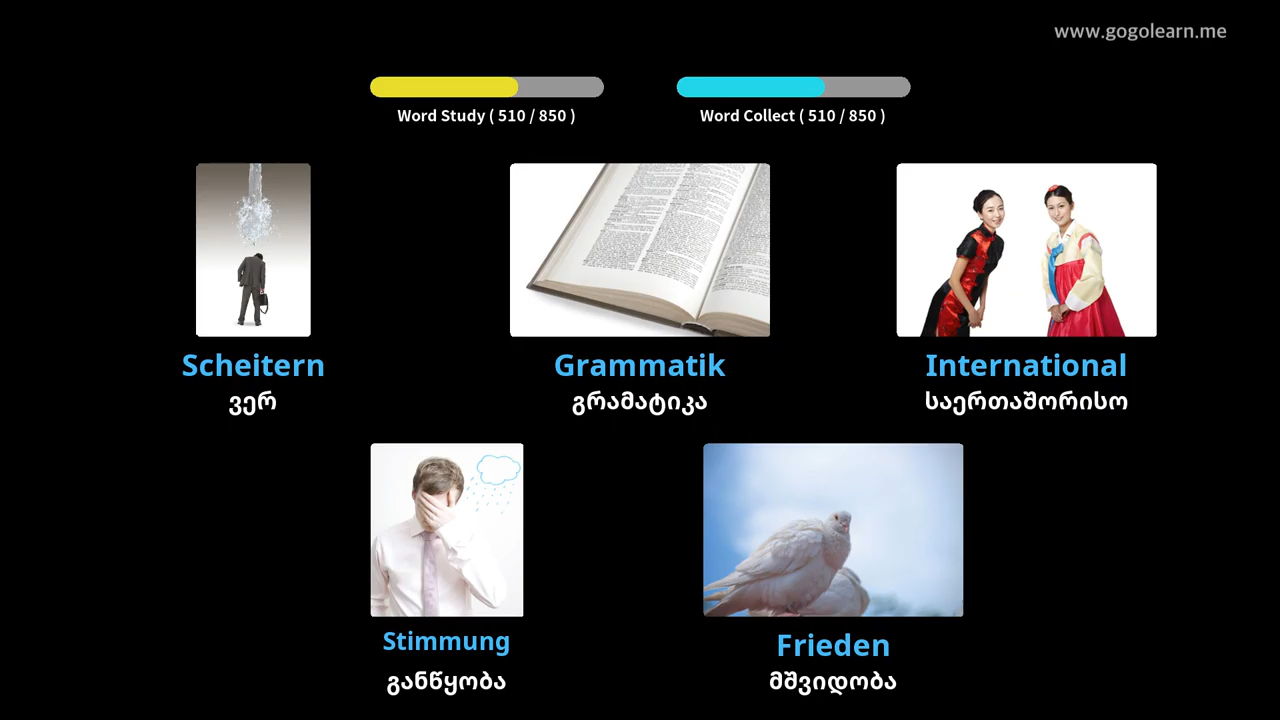 www.gogolearn.me
Word Study ( 510 / 850 )
Word Collect ( 510 / 850 )
Scheitern
ვერ
Grammatik
გრამატიკა
International
საერთაშორისო
Stimmung
განწყობა
Frieden
მშვიდობა